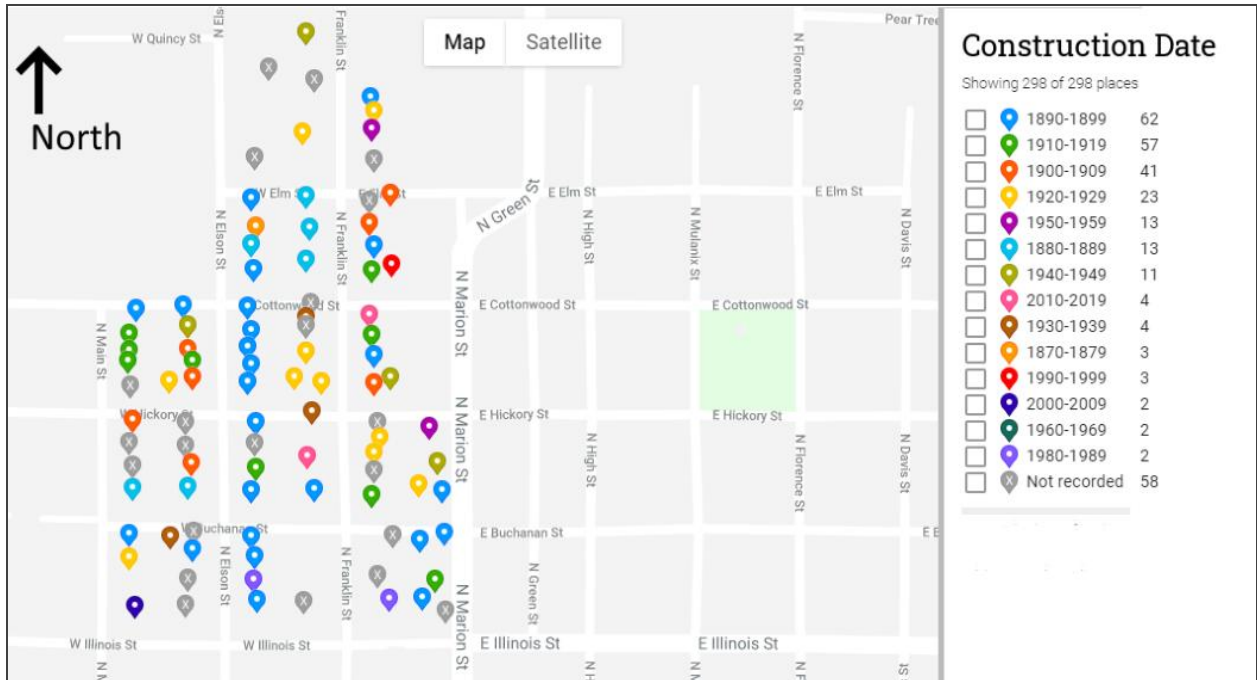 North
Map
Satellite
W Quincy St
N Els
Franklin St
N Florence St
Pear Tree
W Elm S
E Elm St
E Elm St
N Green St
N Elson St
N Franklin St
N High St
N Mulanix St
N Davis St
Cottonwood St
E Cottonwood St
E Cottonwood St
N Main St
N Marion St
W Hickory St
E Hickory St
E Hickory St
N Marion St
N High St
N Florence St
N Davis St
W Buchanan St
E Buchanan St
E E
N Elson St
N Franklin St
N Marion St
N Green St
W Illinois St
W Illinois St
E Illinois St
E Illinois St
N M
N H
N M
N F
St
Construction Date
Showing 298 of 298 places
1890-1899 62
1910-1919 57
1900-1909 41
1920-1929 23
1950-1959 13
1880-1889 13
1940-1949 11
2010-2019 4
1930-1939 4
1870-1879 3
1990-1999 3
2000-2009 2
1960-1969 2
1980-1989 2
X Not recorded 58